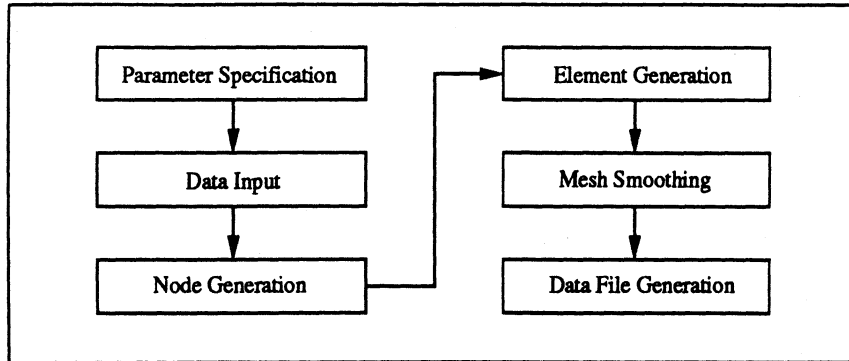 Parameter Specification
Data Input
Node Generation
Element Generation
Mesh Smoothing
Data File Generation